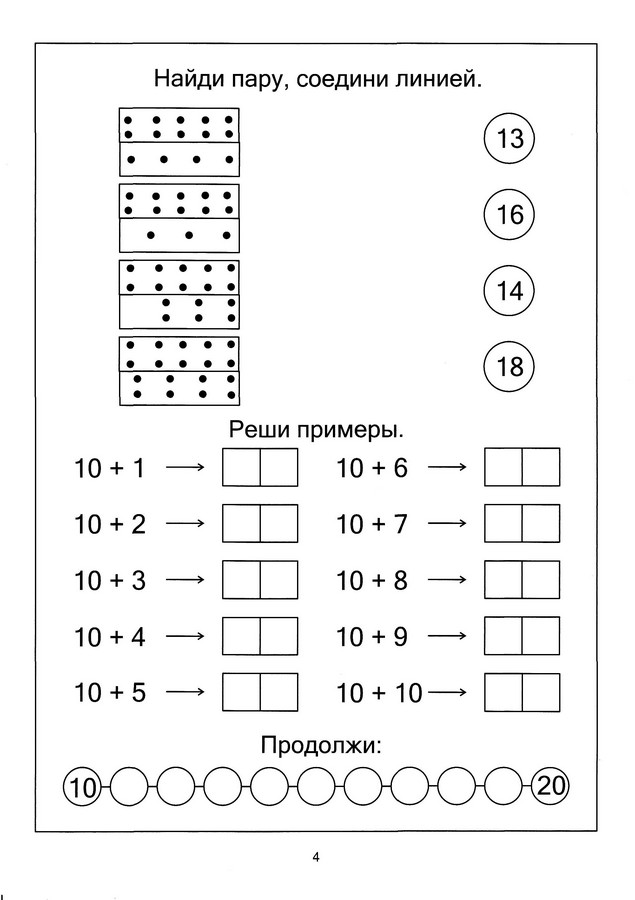 Найди пару, соедини линией.
13
16
14
18
Реши примеры.
10 + 1 → 10 + 6 →
10 + 2 → 10 + 7 →
10 + 3 → 10 + 8 →
10 + 4 → 10 + 9 →
10 + 5 → 10 + 10 →
Продолжи:
10 20
4